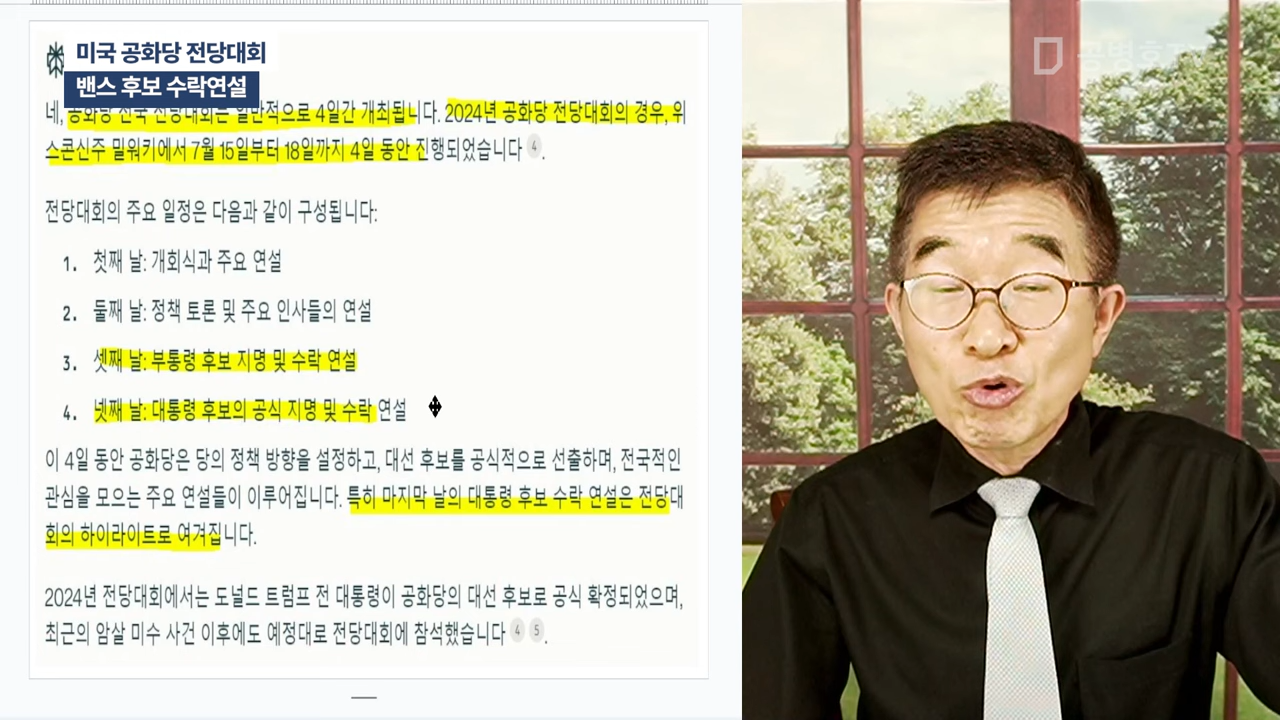 미국 공화당 전당대회
밴스 후보 수락연설
네, 공화당 전국 전당대회는 일반적으로 4일간 개최됩니다. 2024년 공화당 전당대회의 경우, 위
스콘신주 밀워키에서 7월 15일부터 18일까지 4일 동안 진행되었습니다 4 .
전당대회의 주요 일정은 다음과 같이 구성됩니다:
1. 첫째 날: 개회식과 주요 연설
2. 둘째 날: 정책 토론 및 주요 인사들의 연설
3. 셋째 날: 부통령 후보 지명 및 수락 연설
4. 넷째 날: 대통령 후보의 공식 지명 및 수락 연설
이 4일 동안 공화당은 당의 정책 방향을 설정하고, 대선 후보를 공식적으로 선출하며, 전국적인
관심을 모으는 주요 연설들이 이루어집니다. 특히 마지막 날의 대통령 후보 수락 연설은 전당대
회의 하이라이트로 여겨집니다.
2024년 전당대회에서는 도널드 트럼프 전 대통령이 공화당의 대선 후보로 공식 확정되었으며,
최근의 암살 미수 사건 이후에도 예정대로 전당대회에 참석했습니다 4 5 .